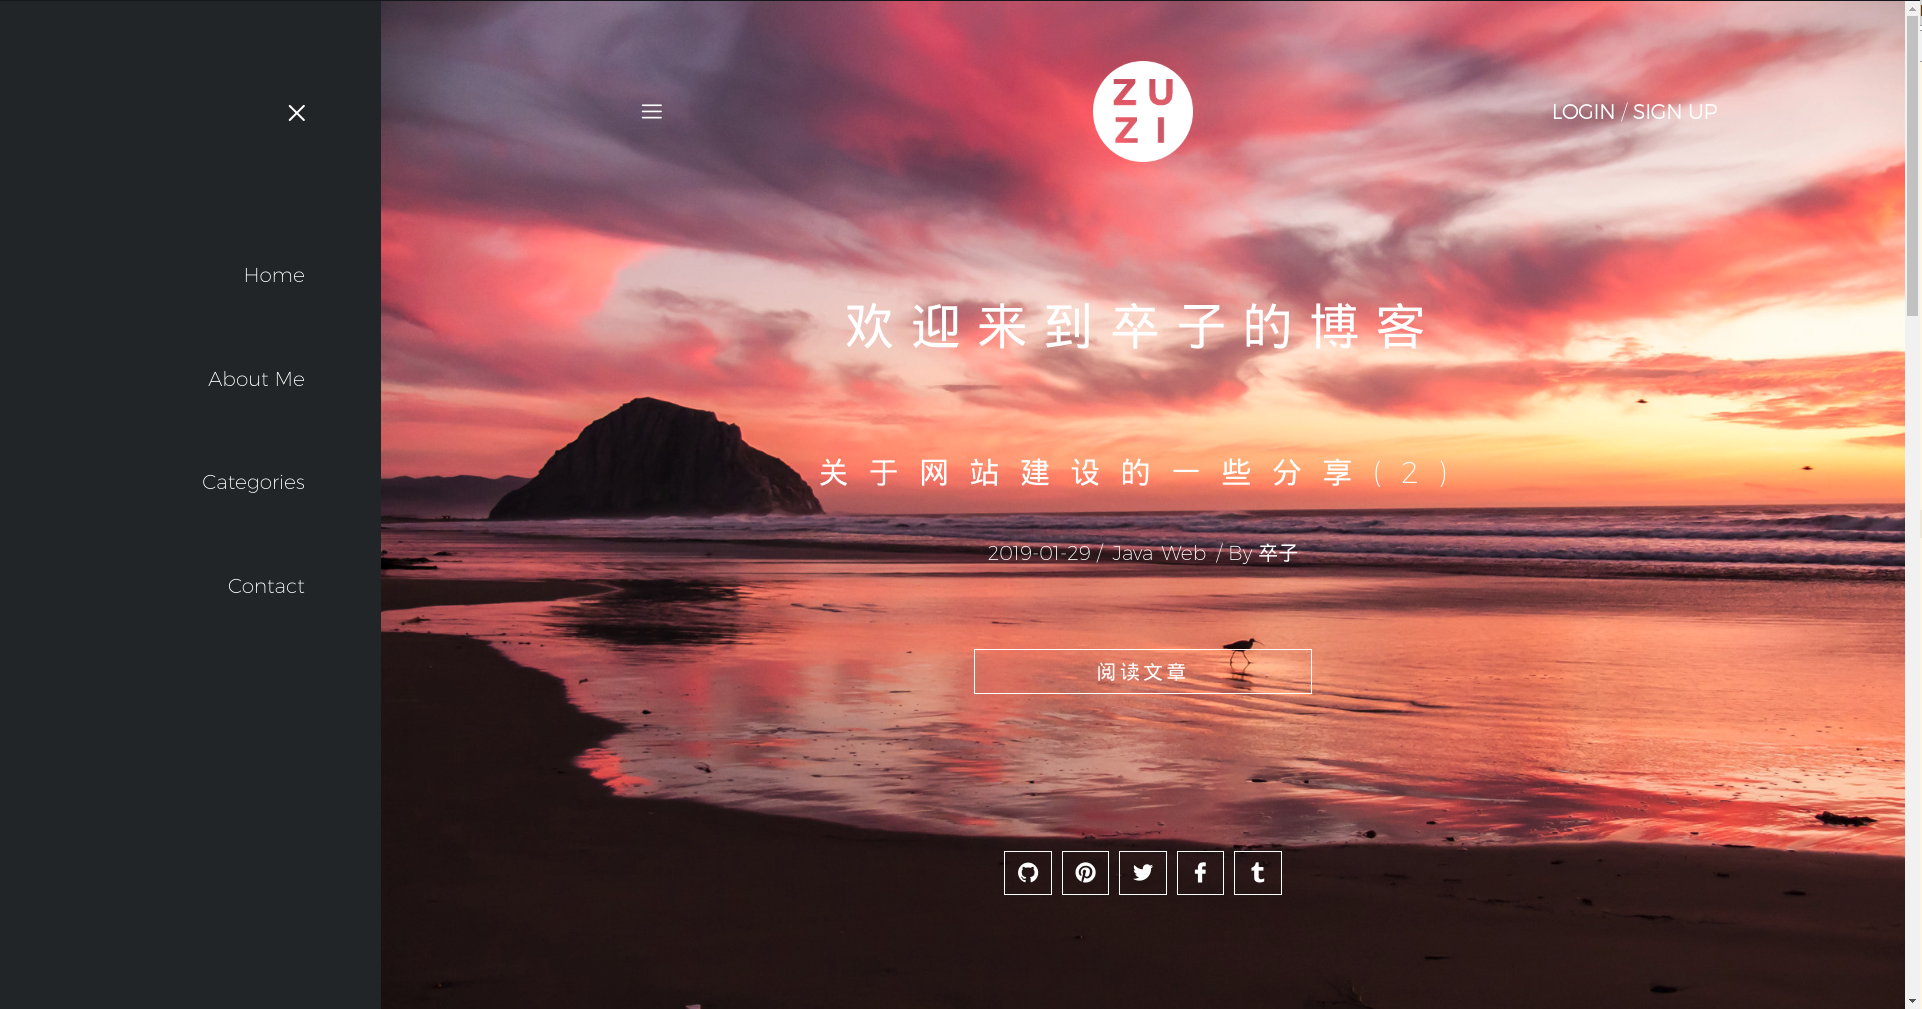 Home
About Me
Categories
Contact
ZU
ZI
LOGIN / SIGN UP
欢迎来到卒子的博客
关于网站建设的一些分享(2)
2019-01-29 / Java Web / By 卒子
阅读文章